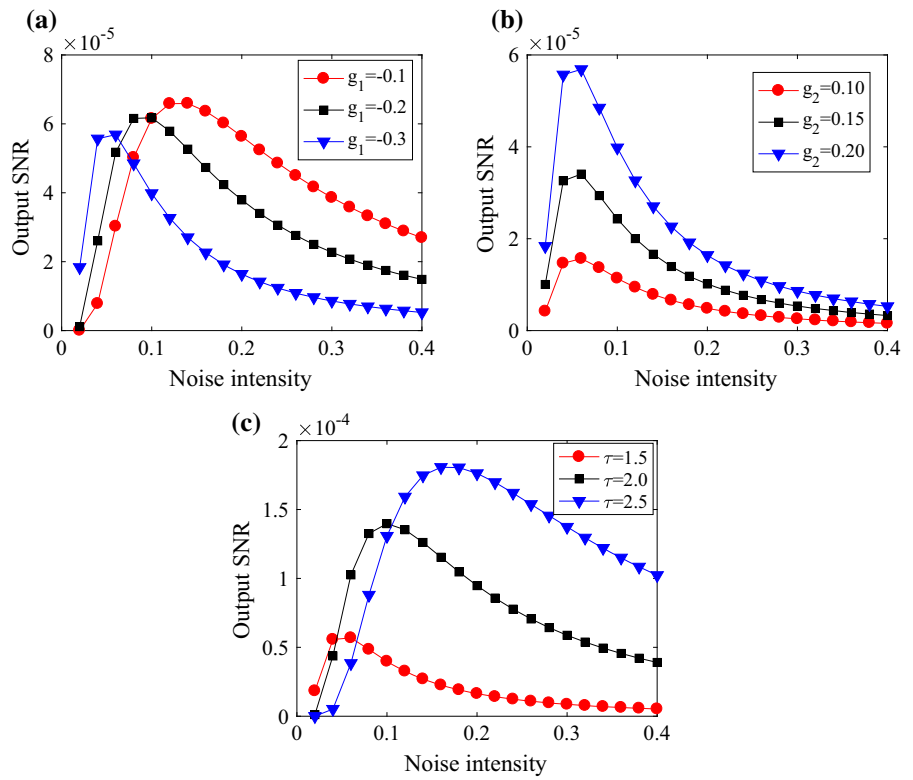 (a)
×10⁻⁵
8
6
4
2
0
Output SNR
g₁=-0.1
g₁=-0.2
g₁=-0.3
0 0.1 0.2 0.3 0.4
Noise intensity
(b)
×10⁻⁵
6
4
2
0
Output SNR
g₂=0.10
g₂=0.15
g₂=0.20
0 0.1 0.2 0.3 0.4
Noise intensity
(c)
×10⁻⁴
2
1.5
1
0.5
0
Output SNR
τ=1.5
τ=2.0
τ=2.5
0 0.1 0.2 0.3 0.4
Noise intensity